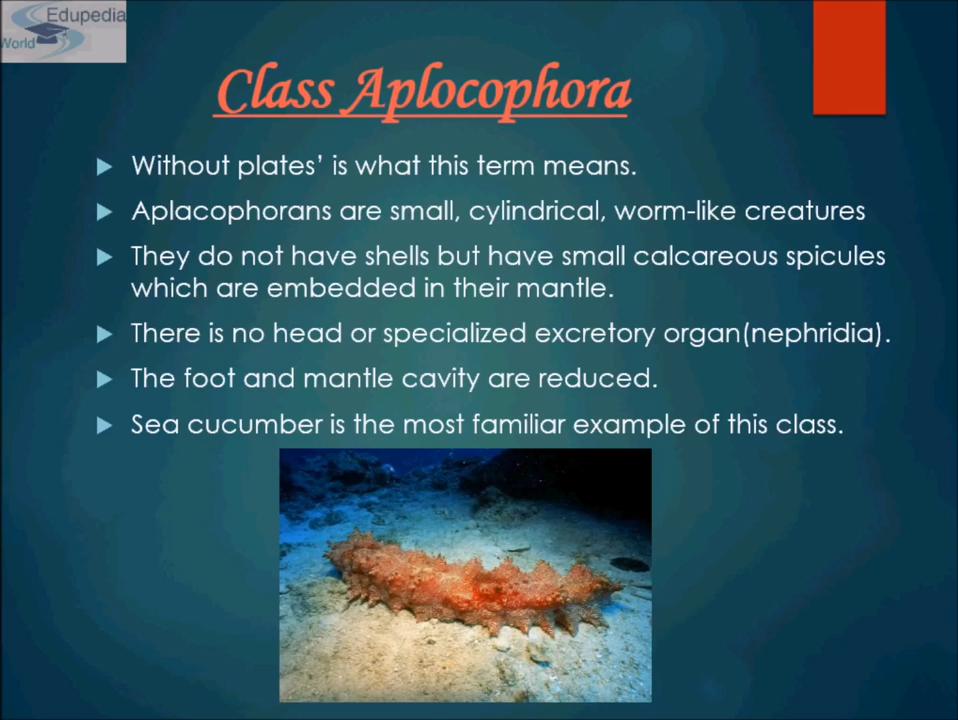 Edupedia
World
Class Aplocophora
Without plates’ is what this term means.
Aplacophorans are small, cylindrical, worm-like creatures
They do not have shells but have small calcareous spicules
which are embedded in their mantle.
There is no head or specialized excretory organ(nephridia).
The foot and mantle cavity are reduced.
Sea cucumber is the most familiar example of this class.